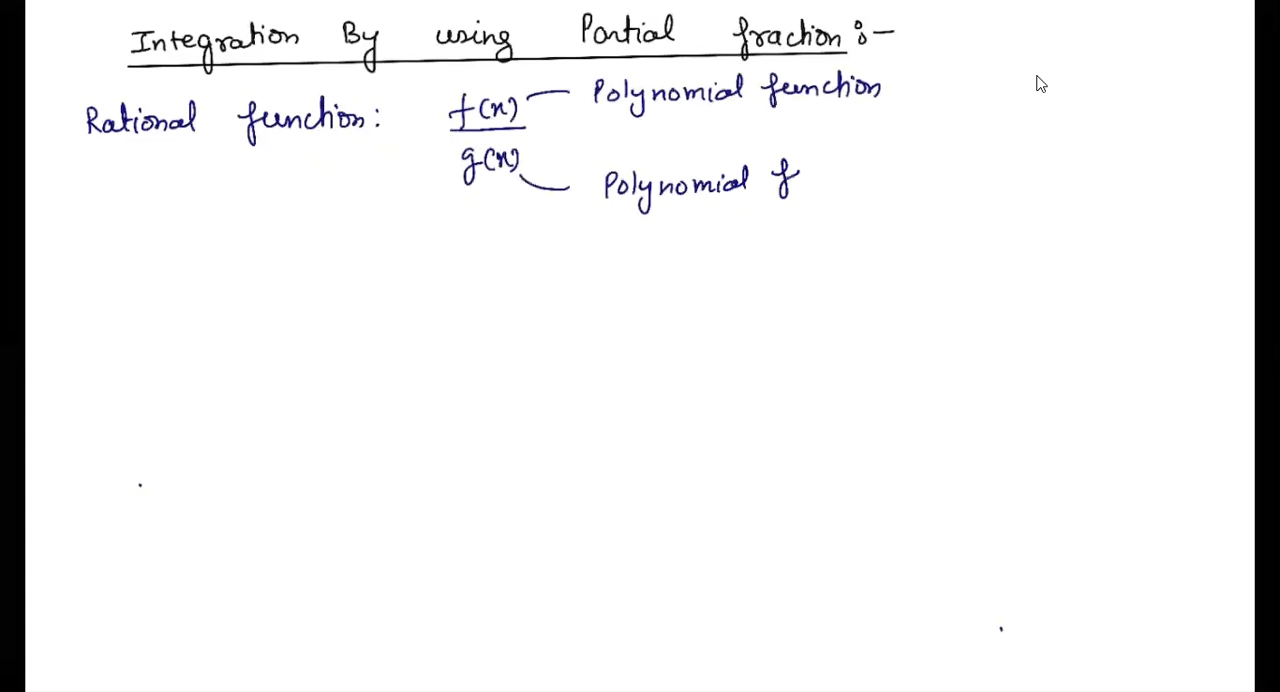 Integration By using Partial fraction :-
Rational function : f(x) — Polynomial function
g(x) — Polynomial f